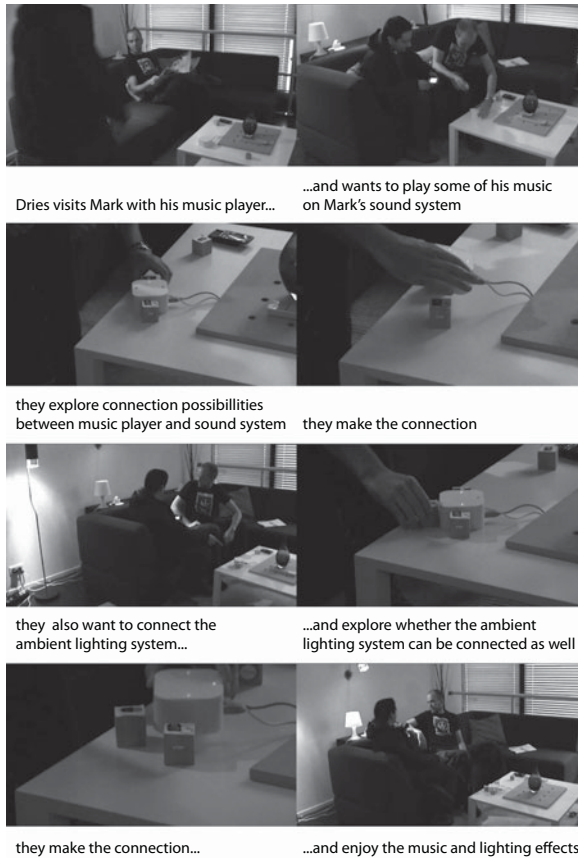 Dries visits Mark with his music player...
...and wants to play some of his music
on Mark's sound system
they explore connection possibillities
between music player and sound system
they make the connection
they also want to connect the
ambient lighting system...
...and explore whether the ambient
lighting system can be connected as well
they make the connection...
...and enjoy the music and lighting effects